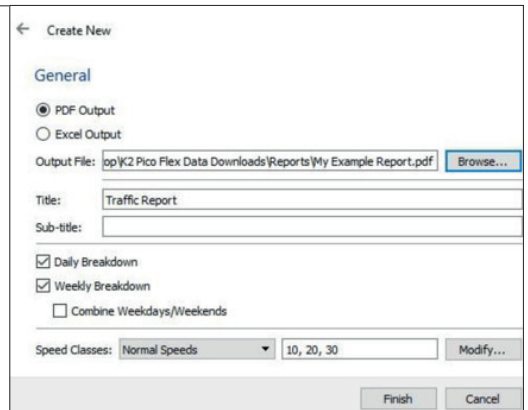 Create New
General
PDF Output
Excel Output
Output File: op\K2 Pico Flex Data Downloads\Reports\My Example Report.pdf Browse...
Title: Traffic Report
Sub-title:
Daily Breakdown
Weekly Breakdown
Combine Weekdays/Weekends
Speed Classes: Normal Speeds 10, 20, 30 Modify...
Finish Cancel